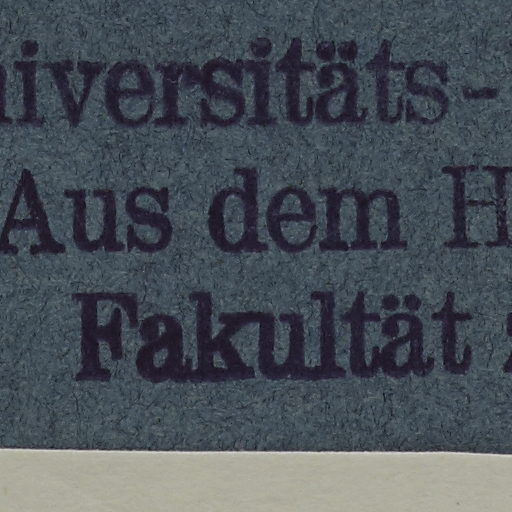 iversitäts-
Aus dem H
Fakultät